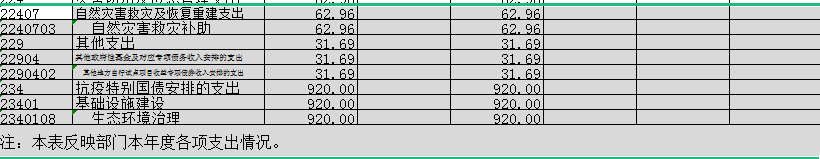 22407 自然灾害救灾及恢复重建支出 62.96 62.96
2240703 自然灾害救灾补助 62.96 62.96
229 其他支出 31.69 31.69
22904 其他政府性基金及对应专项债务收入安排的支出 31.69 31.69
2290402 其他地方自行试点项目收益专项债券收入安排的支出 31.69 31.69
234 抗疫特别国债安排的支出 920.00 920.00
23401 基础设施建设 920.00 920.00
2340108 生态环境治理 920.00 920.00
注：本表反映部门本年度各项支出情况。